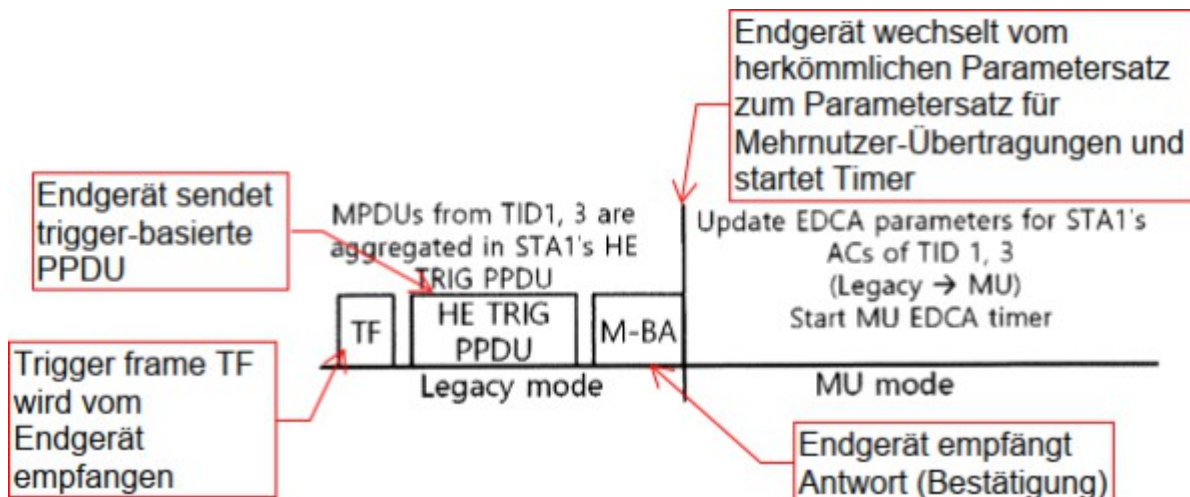 Endgerät wechselt vom
herkömmlichen Parametersatz
zum Parametersatz für
Mehrnutzer-Übertragungen und
startet Timer
Endgerät sendet
trigger-basierte
PPDU
MPDUs from TID1, 3 are
aggregated in STA1's HE
TRIG PPDU
Update EDCA parameters for STA1's
ACs of TID 1, 3
(Legacy → MU)
Start MU EDCA timer
TF
HE TRIG
PPDU
M-BA
Legacy mode
MU mode
Trigger frame TF
wird vom
Endgerät
empfangen
Endgerät empfängt
Antwort (Bestätigung)